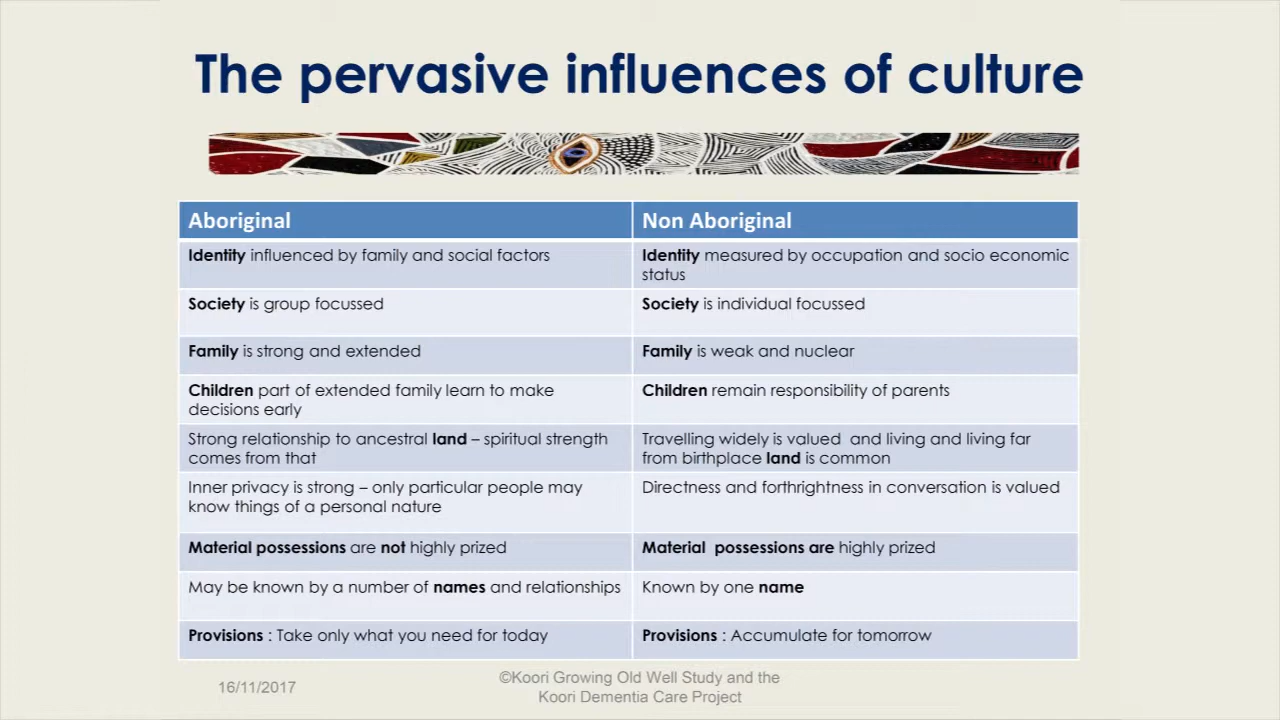 The pervasive influences of culture
Aboriginal
Non Aboriginal
Identity influenced by family and social factors
Identity measured by occupation and socio economic
status
Society is group focussed
Society is individual focussed
Family is strong and extended
Family is weak and nuclear
Children part of extended family learn to make
decisions early
Children remain responsibility of parents
Strong relationship to ancestral land – spiritual strength
comes from that
Travelling widely is valued and living and living far
from birthplace land is common
Inner privacy is strong – only particular people may
know things of a personal nature
Directness and forthrightness in conversation is valued
Material possessions are not highly prized
Material possessions are highly prized
May be known by a number of names and relationships
Known by one name
Provisions : Take only what you need for today
Provisions : Accumulate for tomorrow
16/11/2017
©Koori Growing Old Well Study and the
Koori Dementia Care Project